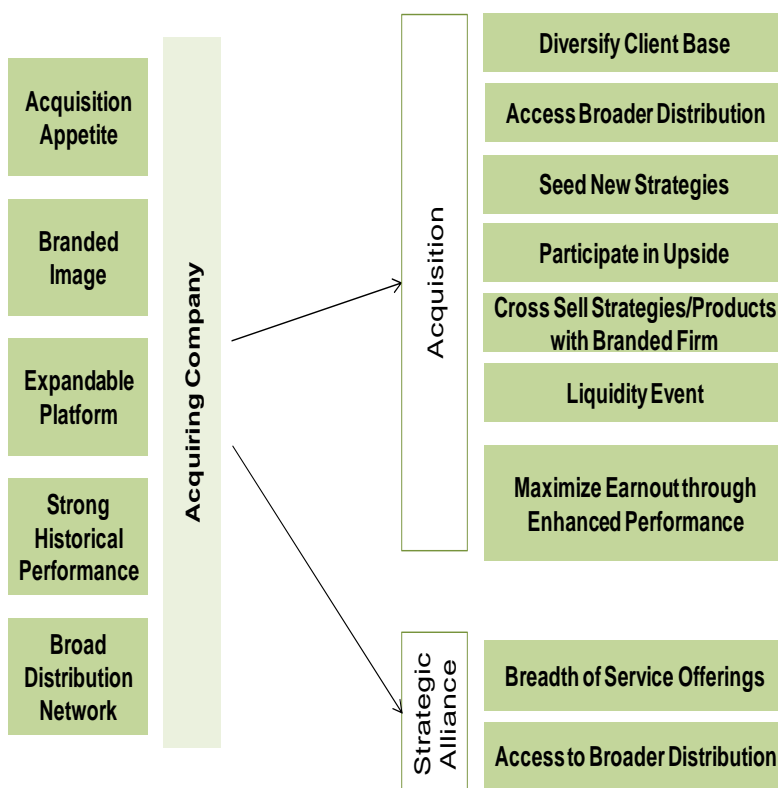 Acquisition
Appetite
Branded
Image
Expandable
Platform
Strong
Historical
Performance
Broad
Distribution
Network
Acquiring Company
Acquisition
Diversify Client Base
Access Broader Distribution
Seed New Strategies
Participate in Upside
Cross Sell Strategies/Products
with Branded Firm
Liquidity Event
Maximize Earnout through
Enhanced Performance
Strategic
Alliance
Breadth of Service Offerings
Access to Broader Distribution